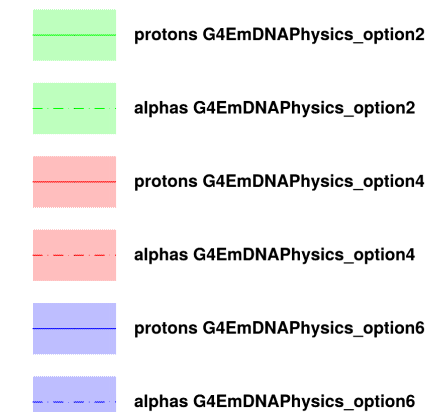 protons G4EmDNAPhysics_option2
alphas G4EmDNAPhysics_option2
protons G4EmDNAPhysics_option4
alphas G4EmDNAPhysics_option4
protons G4EmDNAPhysics_option6
alphas G4EmDNAPhysics_option6